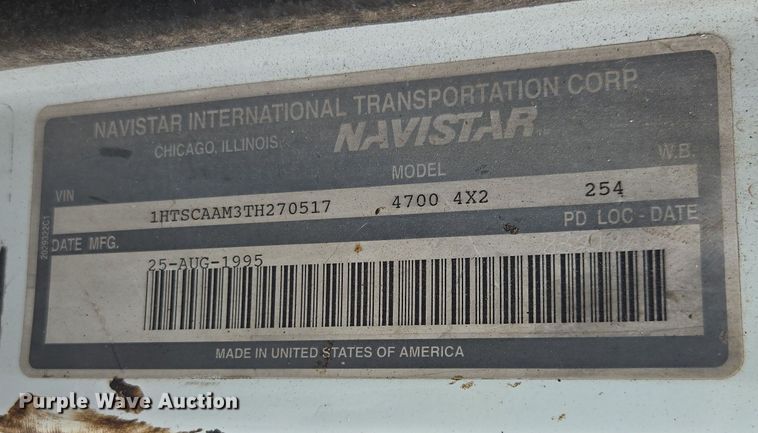 NAVISTAR INTERNATIONAL TRANSPORTATION CORP.
CHICAGO, ILLINOIS. NAVISTAR
VIN MODEL W.B.
1HTSCAAM3TH270517 4700 4X2 254
DATE MFG. PD LOC - DATE
25-AUG-1995
MADE IN UNITED STATES OF AMERICA
Purple Wave Auction